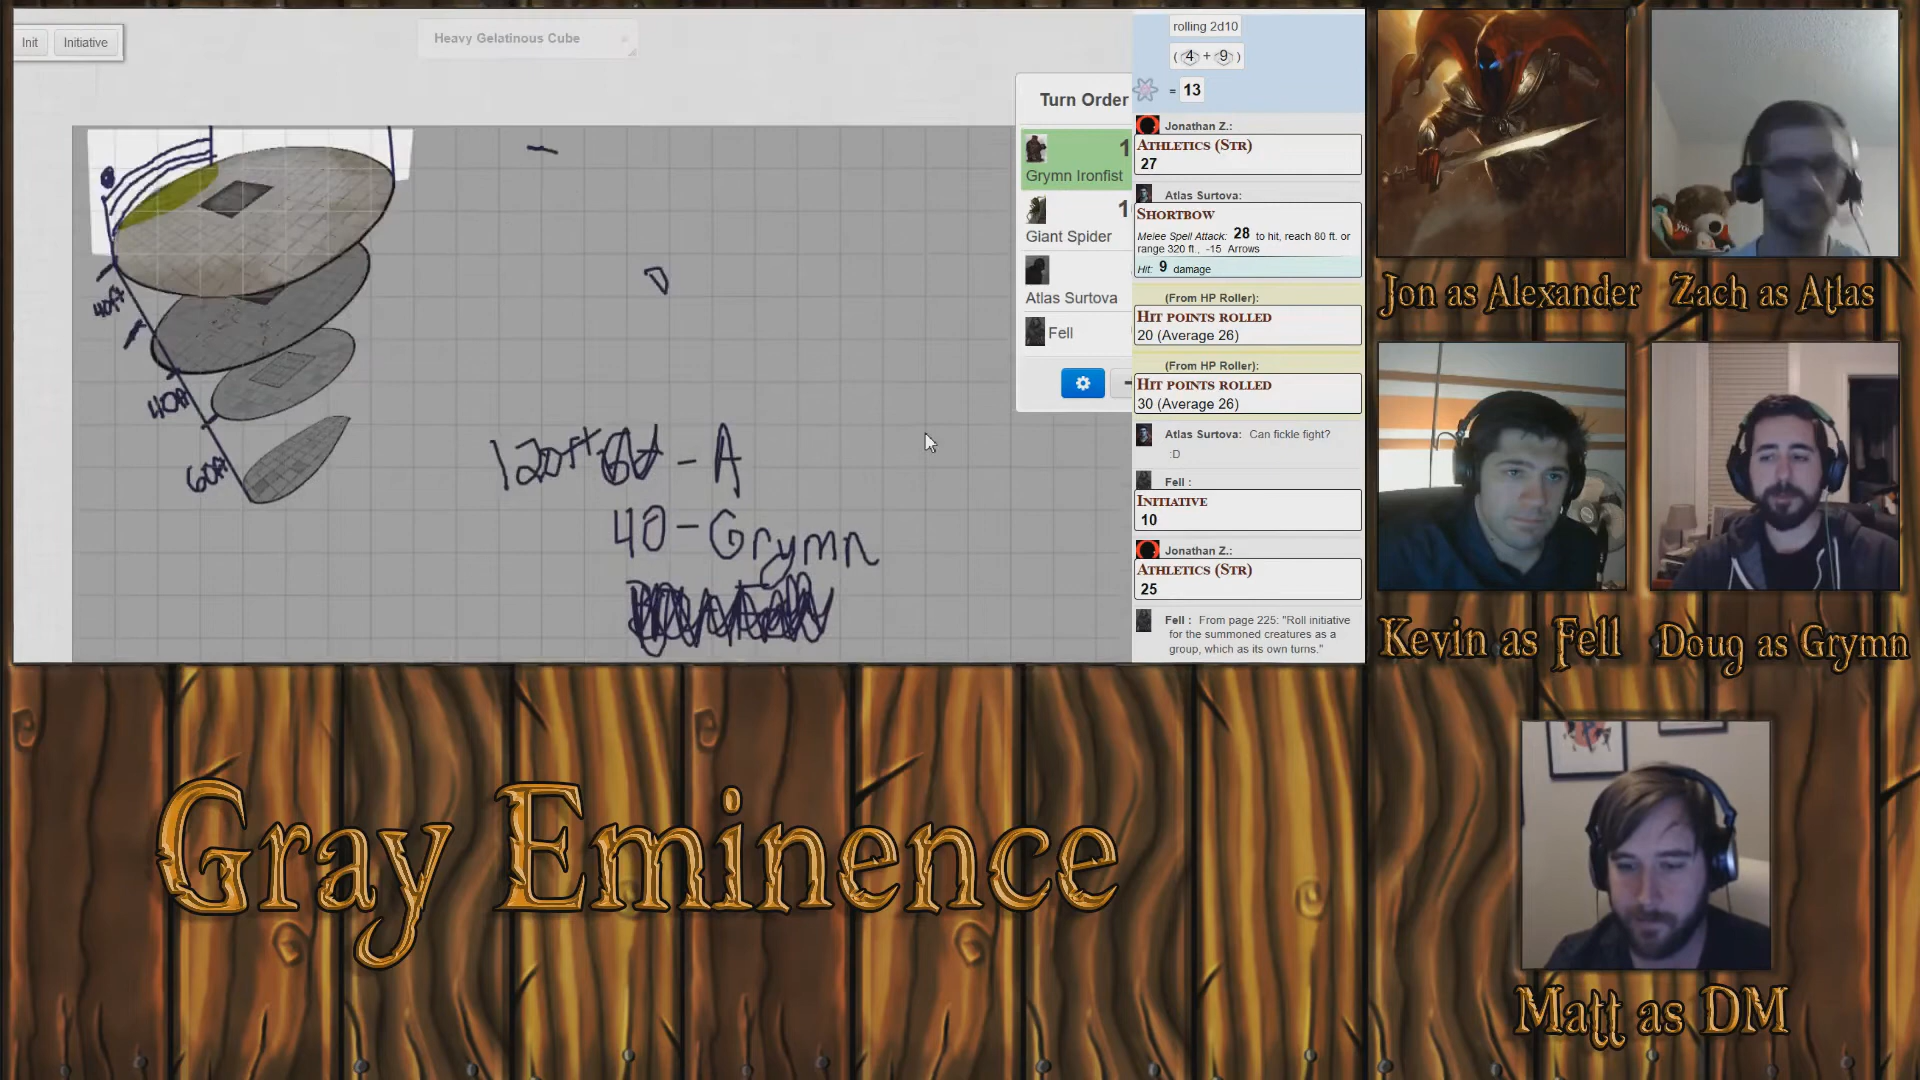 Init
Initiative
Heavy Gelatinous Cube
Turn Order
Grymn Ironfist
Giant Spider
Atlas Surtova
Fell
40ft
40ft
60ft
120ft
- A
40 - Grymn
rolling 2d10
( 4 + 9 )
= 13
Jonathan Z.:
ATHLETICS (STR)
27
Atlas Surtova:
SHORTBOW
Melee Spell Attack: 28 to hit, reach 80 ft. or
range 320 ft., -15 Arrows
Hit: 9 damage
(From HP Roller):
HIT POINTS ROLLED
20 (Average 26)
(From HP Roller):
HIT POINTS ROLLED
30 (Average 26)
Atlas Surtova: Can fickle fight?
:D
Fell :
INITIATIVE
10
Jonathan Z.:
ATHLETICS (STR)
25
Fell : From page 225: "Roll initiative
for the summoned creatures as a
group, which as its own turns."
Jon as Alexander
Zach as Atlas
Kevin as Fell
Doug as Grymn
Gray Eminence
Matt as DM